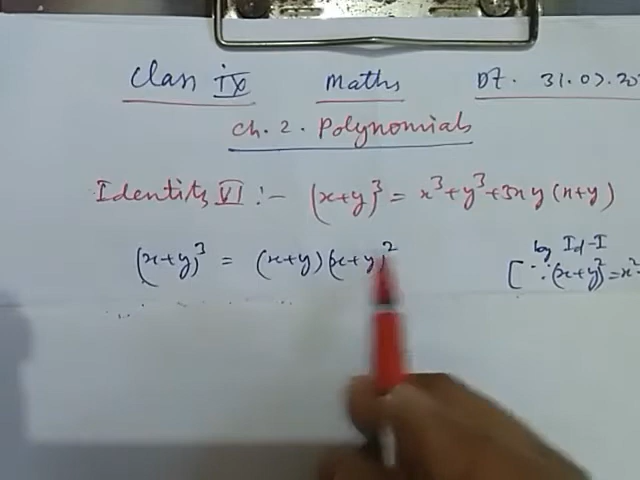 Class IX Maths DT. 31.07.20
Ch. 2. Polynomials
Identity VI :- (x+y)³ = x³+y³+3xy(x+y)
(x+y)³ = (x+y)(x+y)²
by Id-I
[∵(x+y)²=x²